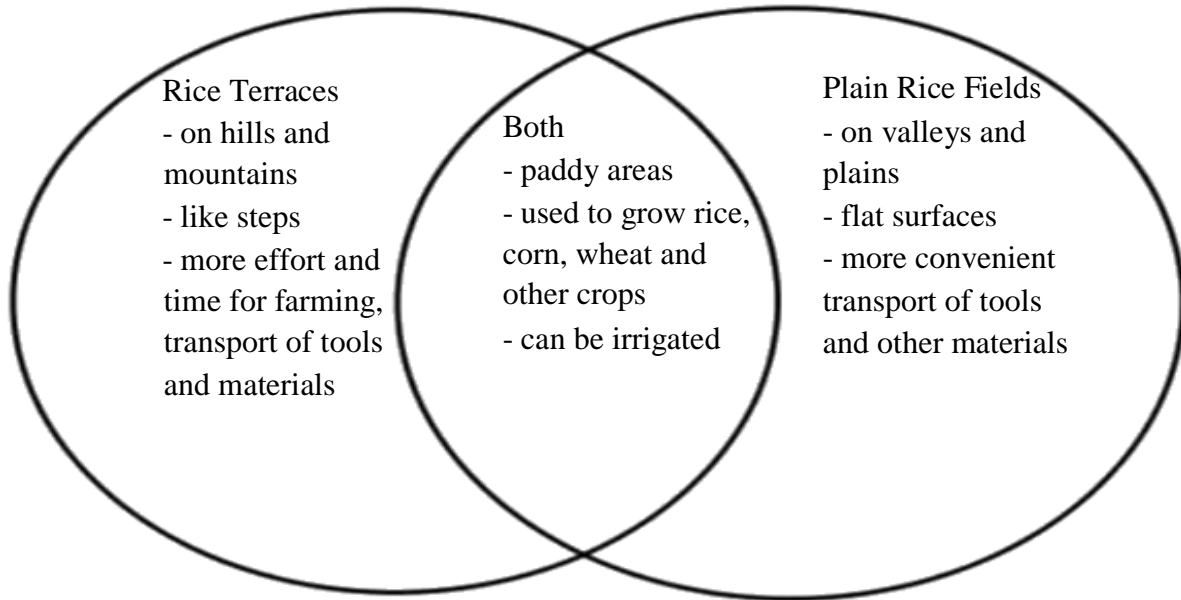 Rice Terraces
- on hills and
mountains
- like steps
- more effort and
time for farming,
transport of tools
and materials
Both
- paddy areas
- used to grow rice,
corn, wheat and
other crops
- can be irrigated
Plain Rice Fields
- on valleys and
plains
- flat surfaces
- more convenient
transport of tools
and other materials